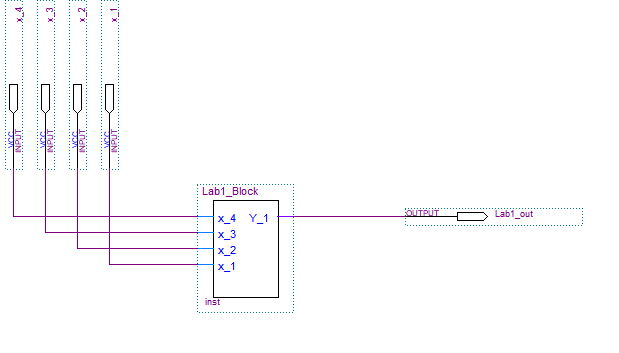 x_4
x_3
x_2
x_1
VCC
INPUT
VCC
INPUT
VCC
INPUT
VCC
INPUT
Lab1_Block
x_4 Y_1
x_3
x_2
x_1
inst
OUTPUT Lab1_out